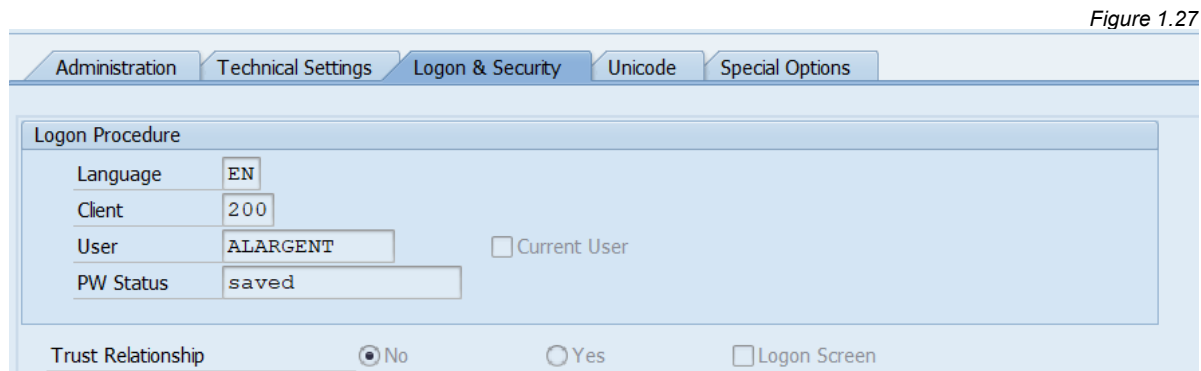 Figure 1.27
Administration Technical Settings Logon & Security Unicode Special Options
Logon Procedure
Language EN
Client 200
User ALARGENT Current User
PW Status saved
Trust Relationship No Yes Logon Screen